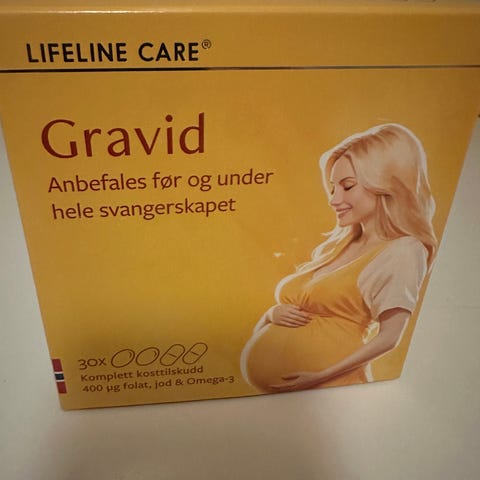 LIFELINE CARE®
Gravid
Anbefales før og under
hele svangerskapet
30x
Komplett kosttilskudd
400 µg folat, jod & Omega-3